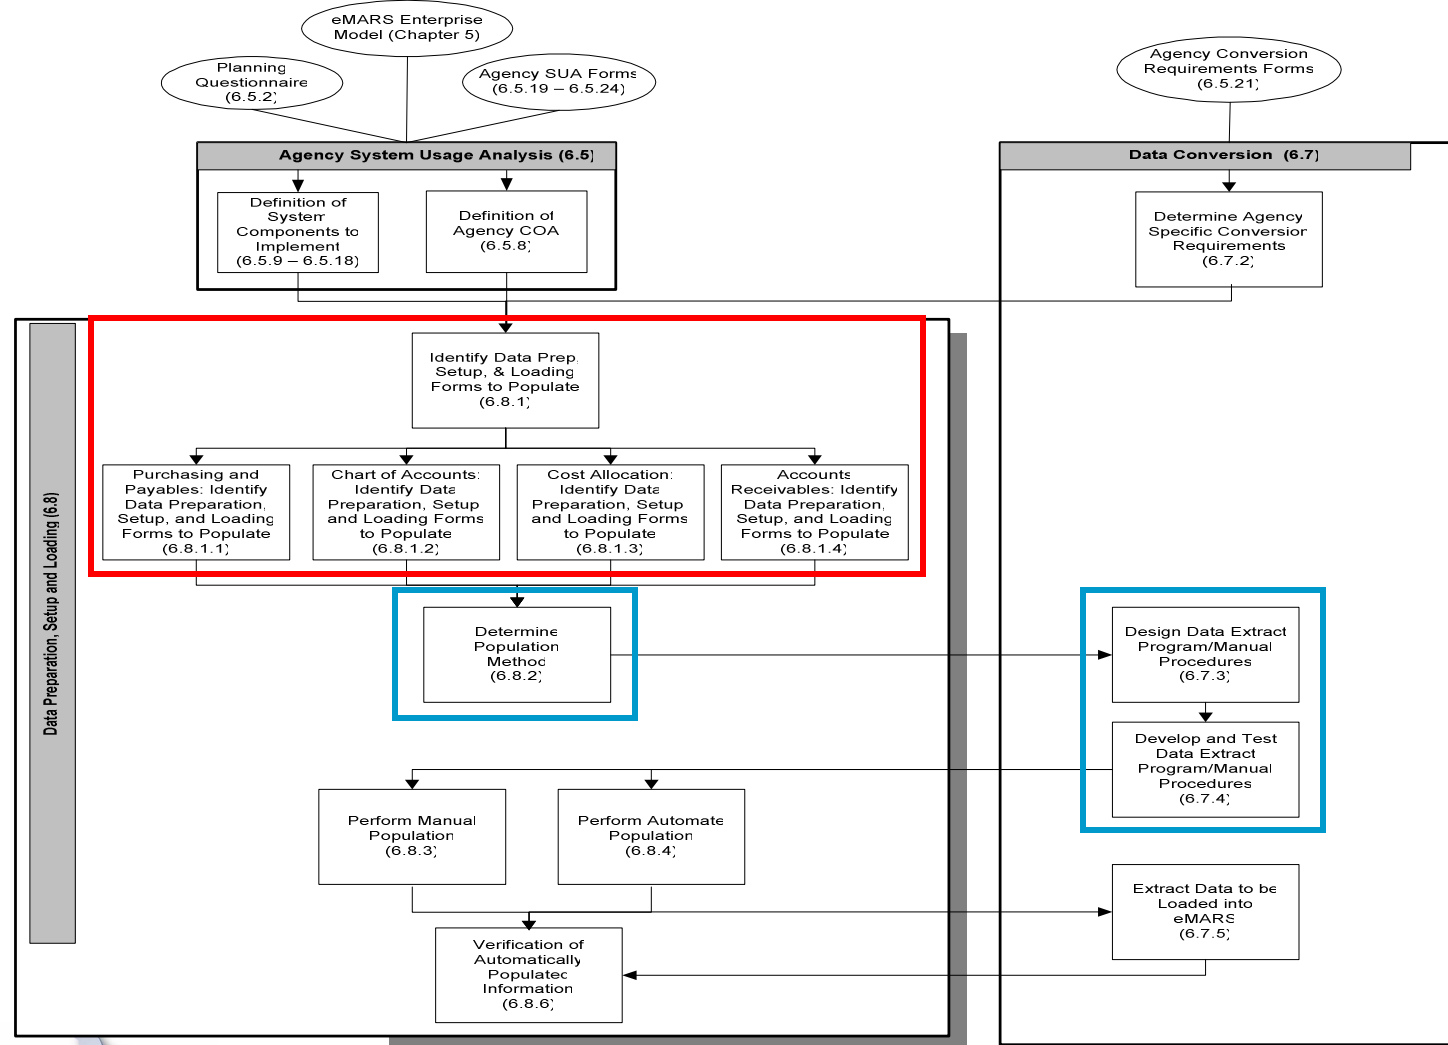 eMARS Enterprise
Model (Chapter 5)
Planning
Questionnaire
(6.5.2)
Agency SUA Forms
(6.5.19 – 6.5.24)
Agency Conversion
Requirements Forms
(6.5.21)
Agency System Usage Analysis (6.5)
Data Conversion (6.7)
Definition of
System
Components to
Implement
(6.5.9 – 6.5.18)
Definition of
Agency COA
(6.5.8)
Determine Agency
Specific Conversion
Requirements
(6.7.2)
Data Preparation, Setup and Loading (6.8)
Identify Data Prep,
Setup, & Loading
Forms to Populate
(6.8.1)
Purchasing and
Payables: Identify
Data Preparation,
Setup, and Loading
Forms to Populate
(6.8.1.1)
Chart of Accounts:
Identify Data
Preparation, Setup
and Loading Forms
to Populate
(6.8.1.2)
Cost Allocation:
Identify Data
Preparation, Setup
and Loading Forms
to Populate
(6.8.1.3)
Accounts
Receivables: Identify
Data Preparation,
Setup, and Loading
Forms to Populate
(6.8.1.4)
Determine
Population
Method
(6.8.2)
Design Data Extract
Program/Manual
Procedures
(6.7.3)
Develop and Test
Data Extract
Program/Manual
Procedures
(6.7.4)
Perform Manual
Population
(6.8.3)
Perform Automate
Population
(6.8.4)
Extract Data to be
Loaded into
eMARS
(6.7.5)
Verification of
Automatically
Populated
Information
(6.8.6)